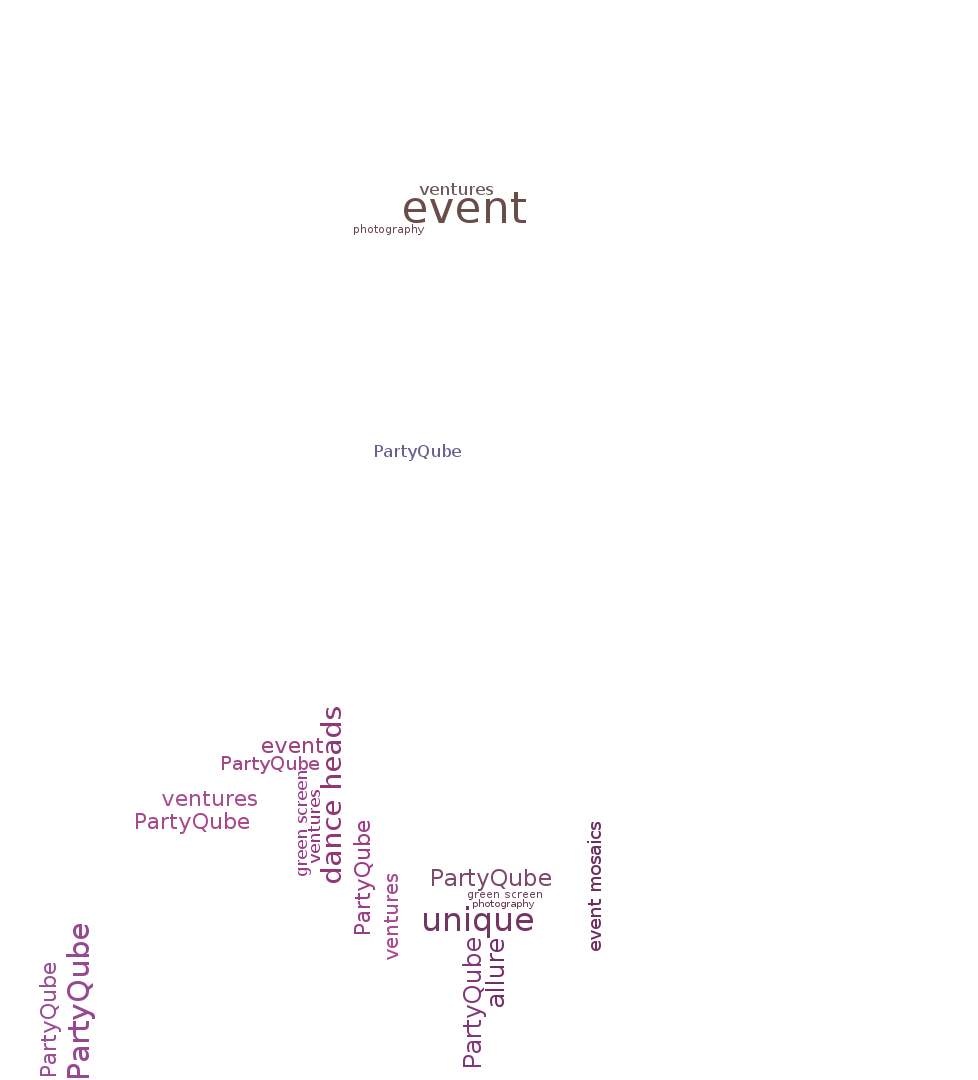 ventures
event
photography
PartyQube
dance heads
event
PartyQube
green screen
ventures
ventures
PartyQube
PartyQube
event mosaics
PartyQube
ventures
green screen
photography
unique
PartyQube
allure
PartyQube
PartyQube